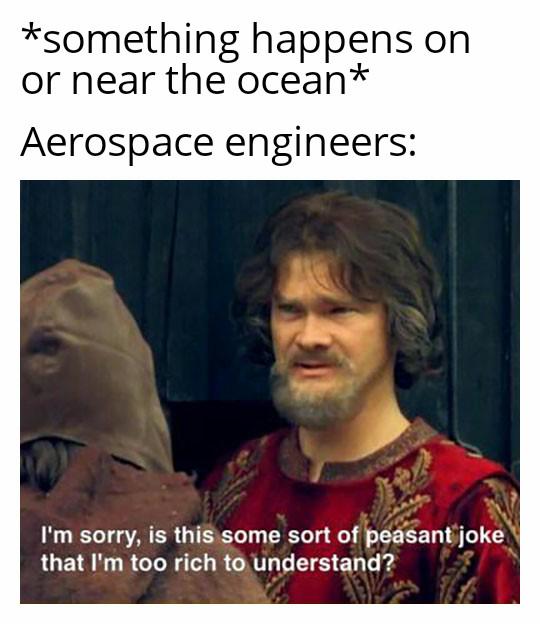 *something happens on
or near the ocean*
Aerospace engineers:
I'm sorry, is this some sort of peasant joke
that I'm too rich to understand?